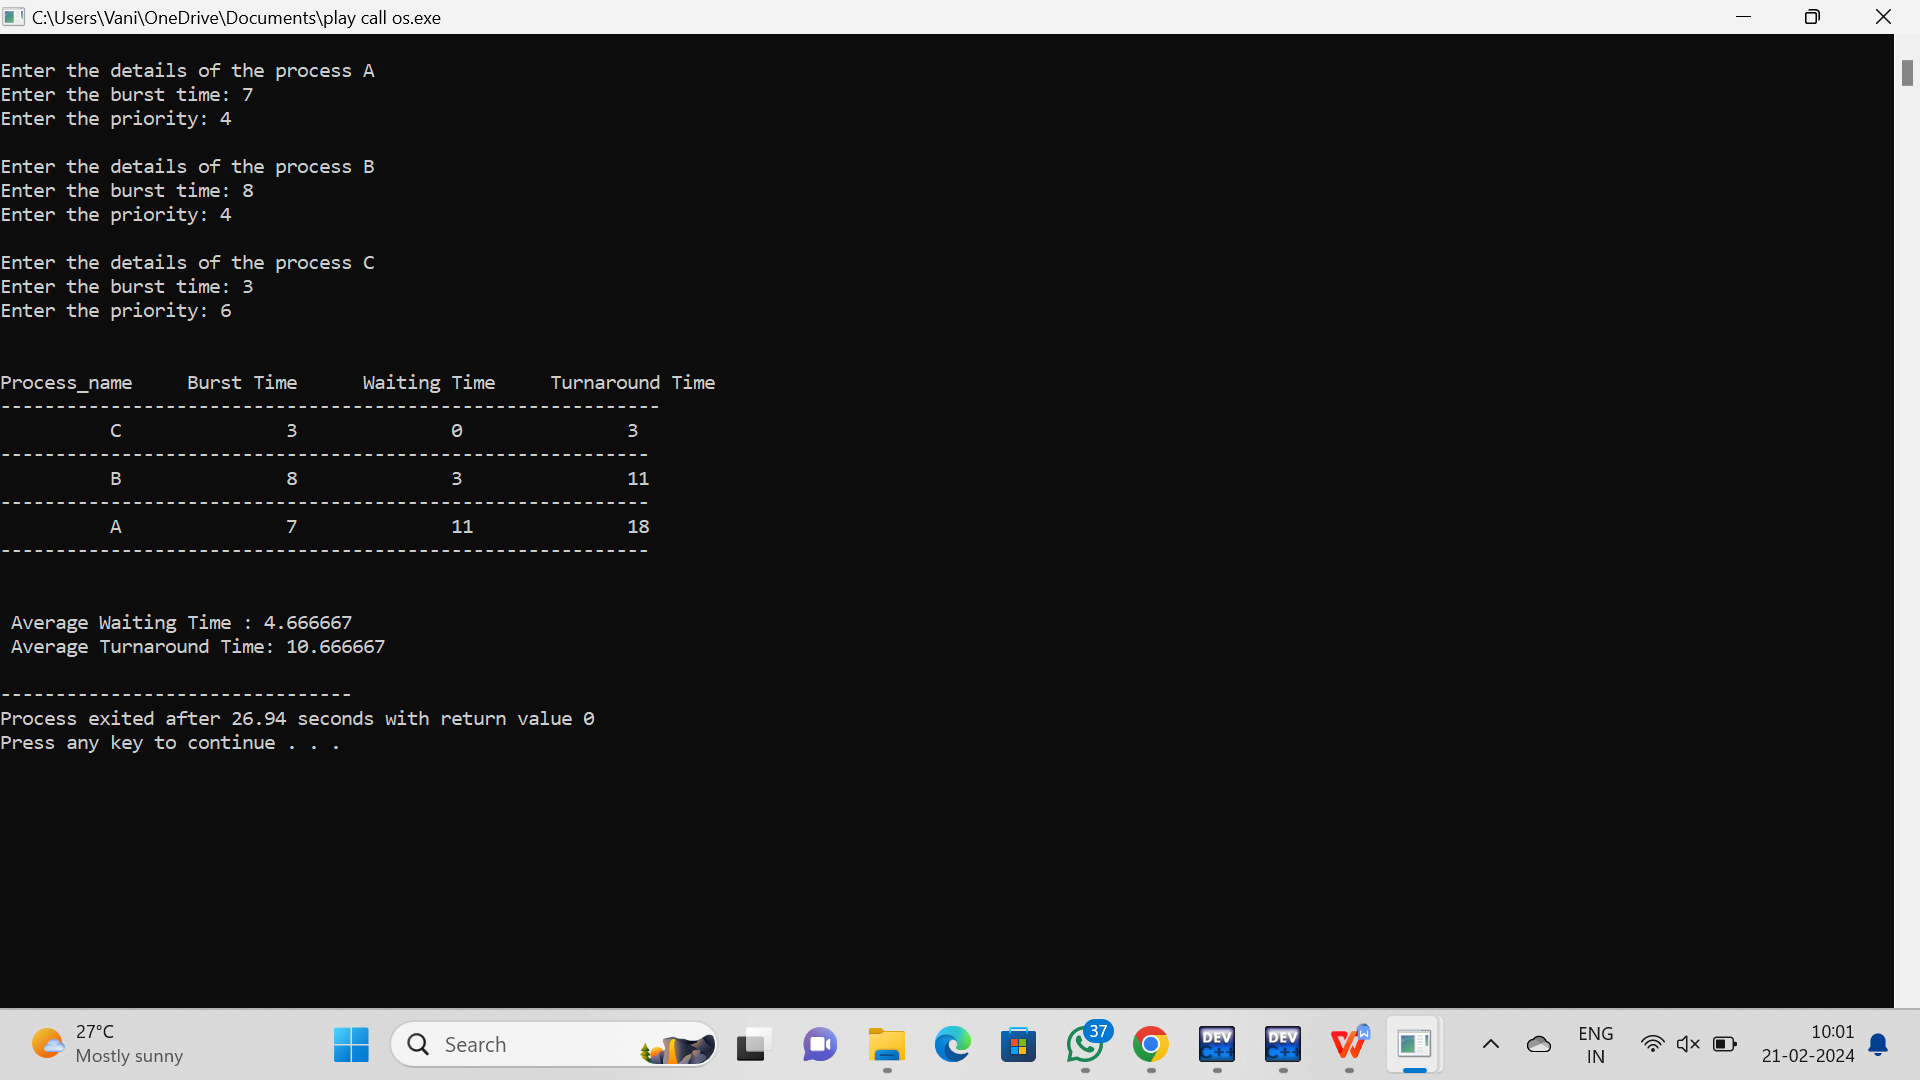 C:\Users\Vani\OneDrive\Documents\play call os.exe
Enter the details of the process A
Enter the burst time: 7
Enter the priority: 4
Enter the details of the process B
Enter the burst time: 8
Enter the priority: 4
Enter the details of the process C
Enter the burst time: 3
Enter the priority: 6
Process_name     Burst Time      Waiting Time     Turnaround Time
------------------------------------------------------------
          C               3              0               3
-----------------------------------------------------------
          B               8              3               11
-----------------------------------------------------------
          A               7              11              18
-----------------------------------------------------------
Average Waiting Time : 4.666667
Average Turnaround Time: 10.666667
--------------------------------
Process exited after 26.94 seconds with return value 0
Press any key to continue . . .
27°C
Mostly sunny
Search
37
DEV
C++
DEV
C++
W
ENG
IN
10:01
21-02-2024